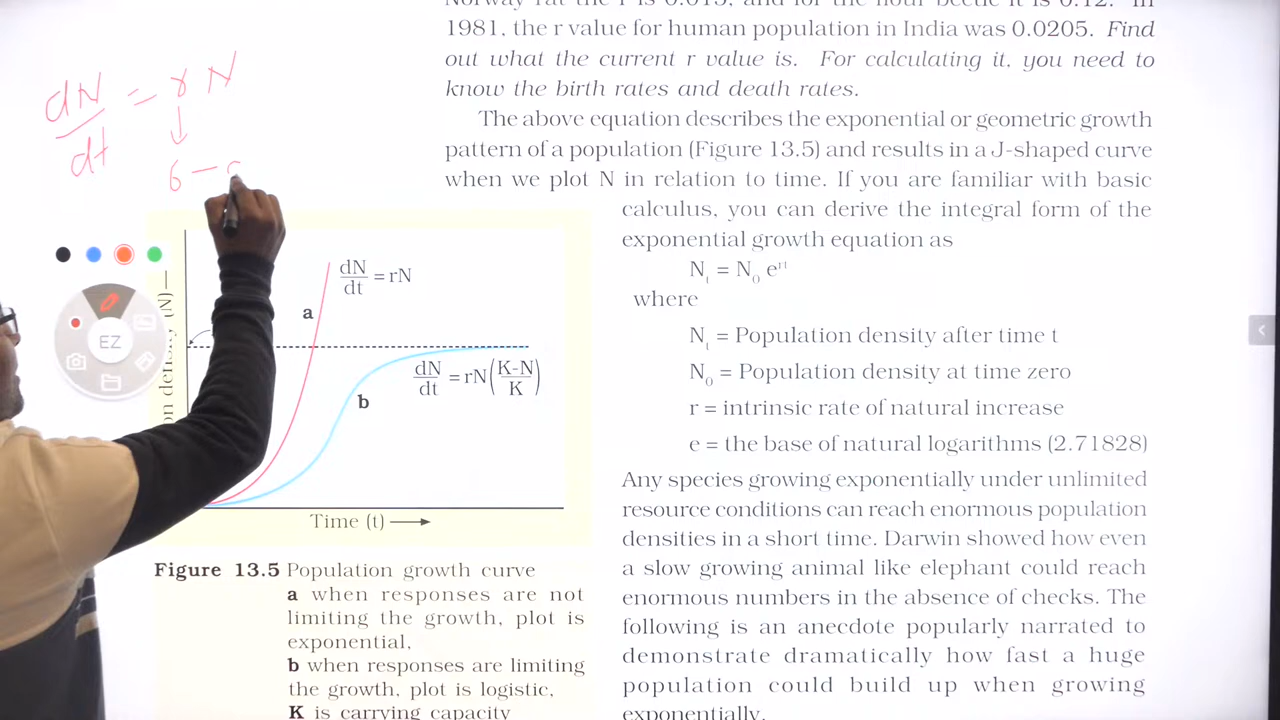 1981, the r value for human population in India was 0.0205. Find
out what the current r value is. For calculating it, you need to
know the birth rates and death rates.
The above equation describes the exponential or geometric growth
pattern of a population (Figure 13.5) and results in a J-shaped curve
when we plot N in relation to time. If you are familiar with basic
calculus, you can derive the integral form of the
exponential growth equation as
Nt = N0 e^rt
where
Nt = Population density after time t
N0 = Population density at time zero
r = intrinsic rate of natural increase
e = the base of natural logarithms (2.71828)
Any species growing exponentially under unlimited
resource conditions can reach enormous population
densities in a short time. Darwin showed how even
a slow growing animal like elephant could reach
enormous numbers in the absence of checks. The
following is an anecdote popularly narrated to
demonstrate dramatically how fast a huge
population could build up when growing
exponentially.
dN/dt = r N
b –
dN/dt = rN
a
dN/dt = rN(K-N/K)
b
EZ
Time (t)
Figure 13.5 Population growth curve
a when responses are not
limiting the growth, plot is
exponential,
b when responses are limiting
the growth, plot is logistic,
K is carrying capacity